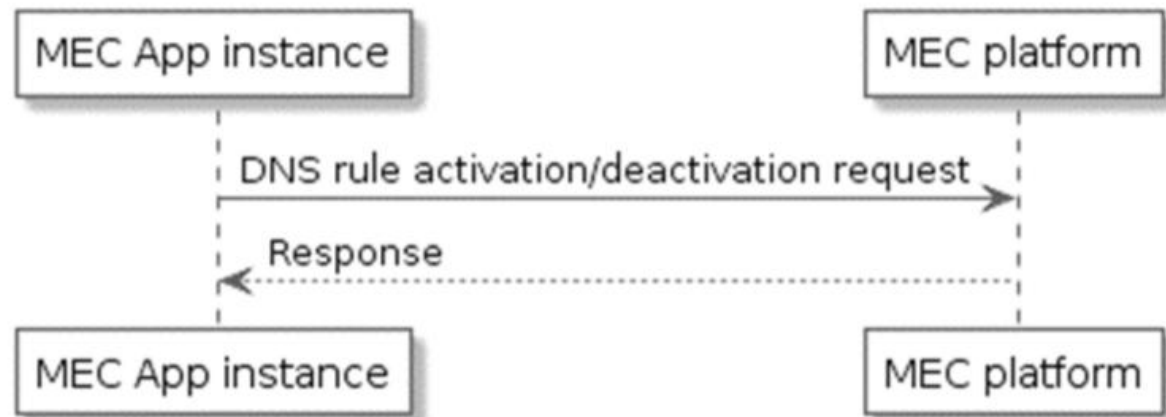 MEC App instance
MEC platform
DNS rule activation/deactivation request
Response
MEC App instance
MEC platform